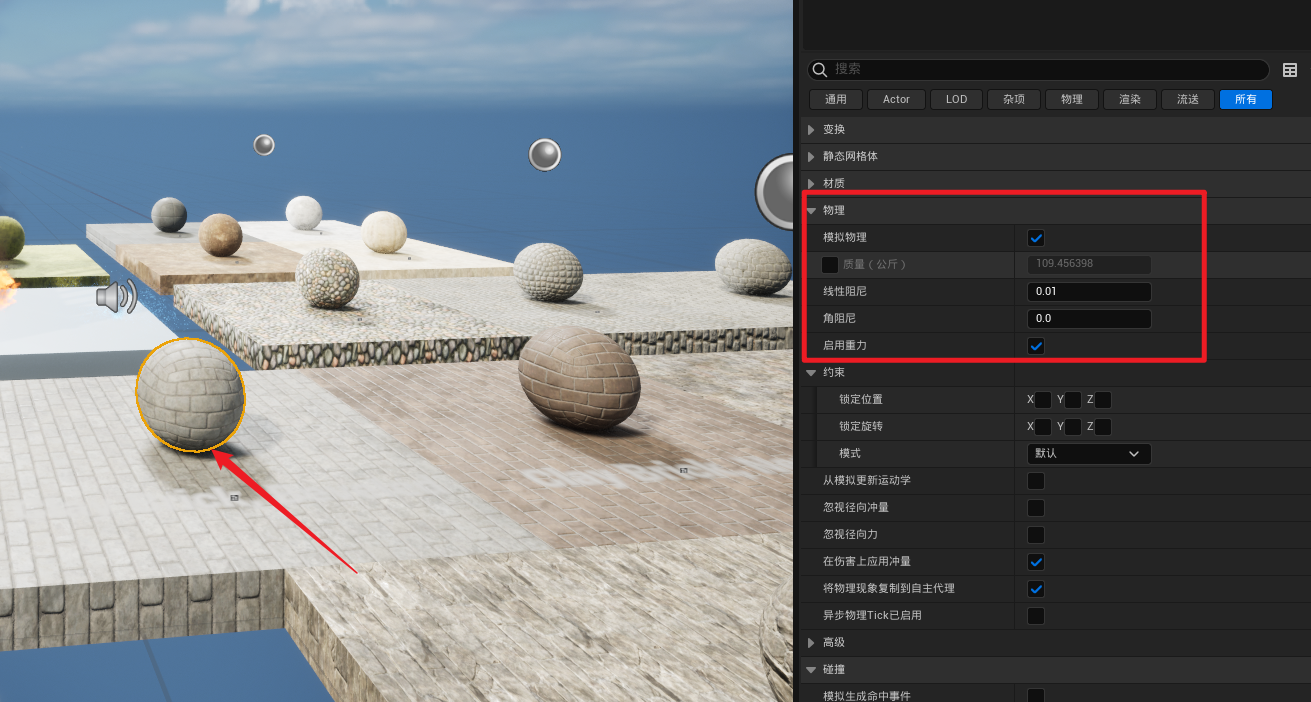 搜索
通用 Actor LOD 杂项 物理 渲染 流送 所有
变换
静态网格体
材质
物理
模拟物理
质量（公斤） 109.456398
线性阻尼 0.01
角阻尼 0.0
启用重力
约束
锁定位置 X Y Z
锁定旋转 X Y Z
模式 默认
从模拟更新运动学
忽视径向冲量
忽视径向力
在伤害上应用冲量
将物理现象复制到自主代理
异步物理Tick已启用
高级
碰撞
模拟生成命中事件